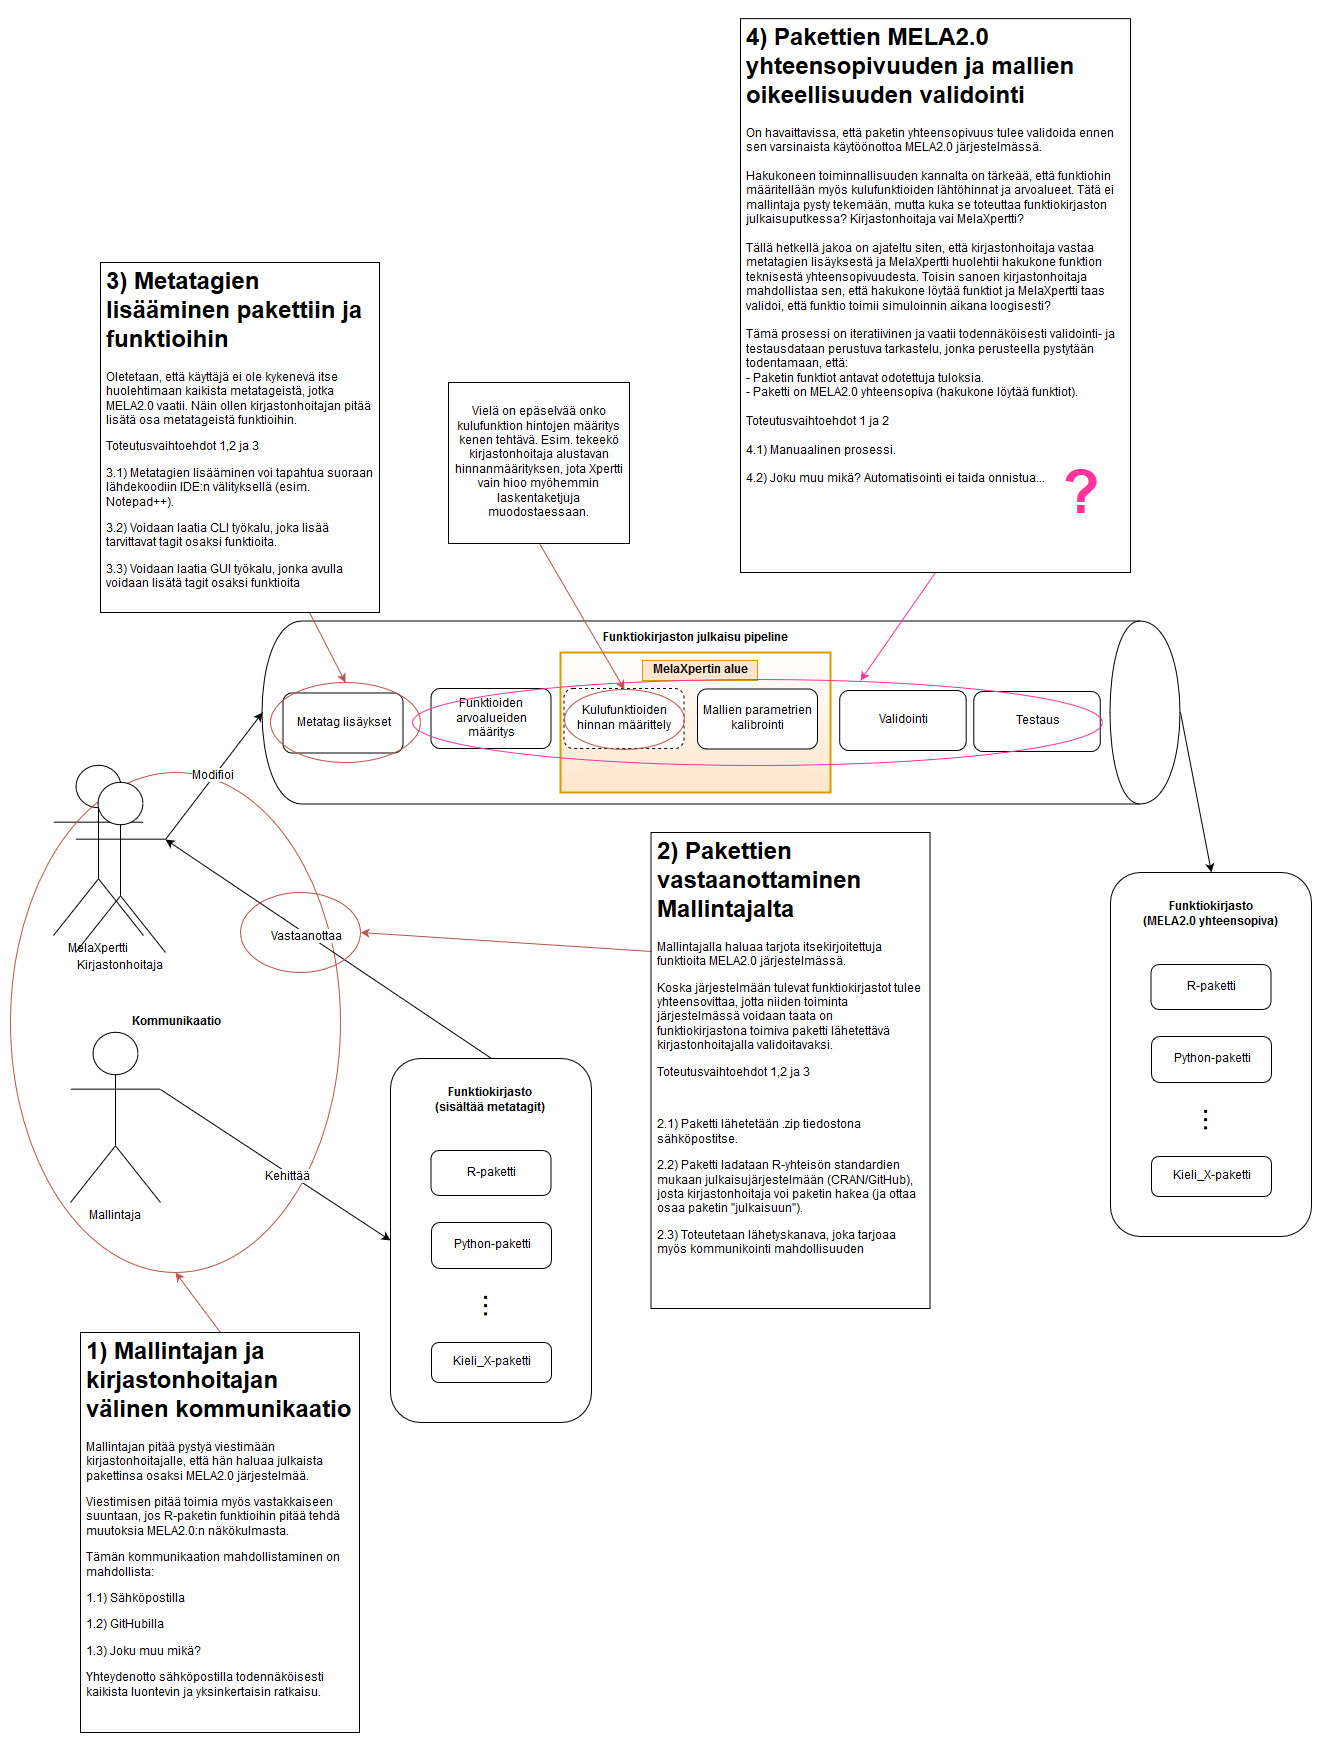 4) Pakettien MELA2.0
yhteensopivuuden ja mallien
oikeellisuuden validointi
On havaittavissa, että paketin yhteensopivuus tulee validoida ennen
sen varsinaista käytöönottoa MELA2.0 järjestelmässä.
Hakukoneen toiminnallisuuden kannalta on tärkeää, että funktiohin
määritellään myös kulufunktioiden lähtöhinnat ja arvoalueet. Tätä ei
mallintaja pysty tekemään, mutta kuka se toteuttaa funktiokirjaston
julkaisuputkessa? Kirjastonhoitaja vai MelaXpertti?
Tällä hetkellä jakoa on ajateltu siten, että kirjastonhoitaja vastaa
metatagien lisäyksestä ja MelaXpertti huolehtii hakukone funktion
teknisestä yhteensopivuudesta. Toisin sanoen kirjastonhoitaja
mahdollistaa sen, että hakukone löytää funktiot ja MelaXpertti taas
validoi, että funktio toimii simuloinnin aikana loogisesti?
Tämä prosessi on iteratiivinen ja vaatii todennäköisesti validointi- ja
testausdataan perustuva tarkastelu, jonka perusteella pystytään
todentamaan, että:
- Paketin funktiot antavat odotettuja tuloksia.
- Paketti on MELA2.0 yhteensopiva (hakukone löytää funktiot).
Toteutusvaihtoehdot 1 ja 2
4.1) Manuaalinen prosessi.
4.2) Joku muu mikä? Automatisointi ei taida onnistua...
?
3) Metatagien
lisääminen pakettiin ja
funktioihin
Oletetaan, että käyttäjä ei ole kykenevä itse
huolehtimaan kaikista metatageistä, jotka
MELA2.0 vaatii. Näin ollen kirjastonhoitajan pitää
lisätä osa metatageistä funktioihin.
Toteutusvaihtoehdot 1,2 ja 3
3.1) Metatagien lisääminen voi tapahtua suoraan
lähdekoodiin IDE:n välityksellä (esim.
Notepad++).
3.2) Voidaan laatia CLI työkalu, joka lisää
tarvittavat tagit osaksi funktioita.
3.3) Voidaan laatia GUI työkalu, jonka avulla
voidaan lisätä tagit osaksi funktioita
Vielä on epäselvää onko
kulufunktion hintojen määritys
kenen tehtävä. Esim. tekeekö
kirjastonhoitaja alustavan
hinnanmäärityksen, jota Xpertti
vain hioo myöhemmin
laskentaketjuja
muodostaessaan.
Funktiokirjaston julkaisu pipeline
MelaXpertin alue
Metatag lisäykset
Funktioiden
arvoalueiden
määritys
Kulufunktioiden
hinnan määrittely
Mallien parametrien
kalibrointi
Validointi
Testaus
Modifioi
MelaXpertti
Kirjastonhoitaja
Vastaanottaa
Kommunikaatio
Mallintaja
Kehittää
2) Pakettien
vastaanottaminen
Mallintajalta
Mallintajalla haluaa tarjota itsekirjoitettuja
funktioita MELA2.0 järjestelmässä.
Koska järjestelmään tulevat funktiokirjastot tulee
yhteensovittaa, jotta niiden toiminta
järjestelmässä voidaan taata on
funktiokirjastona toimiva paketti lähetettävä
kirjastonhoitajalla validoitavaksi.
Toteutusvaihtoehdot 1,2 ja 3
2.1) Paketti lähetetään .zip tiedostona
sähköpostitse.
2.2) Paketti ladataan R-yhteisön standardien
mukaan julkaisujärjestelmään (CRAN/GitHub),
josta kirjastonhoitaja voi paketin hakea (ja ottaa
osaa paketin "julkaisuun").
2.3) Toteutetaan lähetyskanava, joka tarjoaa
myös kommunikointi mahdollisuuden
Funktiokirjasto
(MELA2.0 yhteensopiva)
R-paketti
Python-paketti
...
Kieli_X-paketti
Funktiokirjasto
(sisältää metatagit)
R-paketti
Python-paketti
...
Kieli_X-paketti
1) Mallintajan ja
kirjastonhoitajan
välinen kommunikaatio
Mallintajan pitää pystyä viestimään
kirjastonhoitajalle, että hän haluaa julkaista
pakettinsa osaksi MELA2.0 järjestelmää.
Viestimisen pitää toimia myös vastakkaiseen
suuntaan, jos R-paketin funktioihin pitää tehdä
muutoksia MELA2.0:n näkökulmasta.
Tämän kommunikaation mahdollistaminen on
mahdollista:
1.1) Sähköpostilla
1.2) GitHubilla
1.3) Joku muu mikä?
Yhteydenotto sähköpostilla todennäköisesti
kaikista luontevin ja yksinkertaisin ratkaisu.